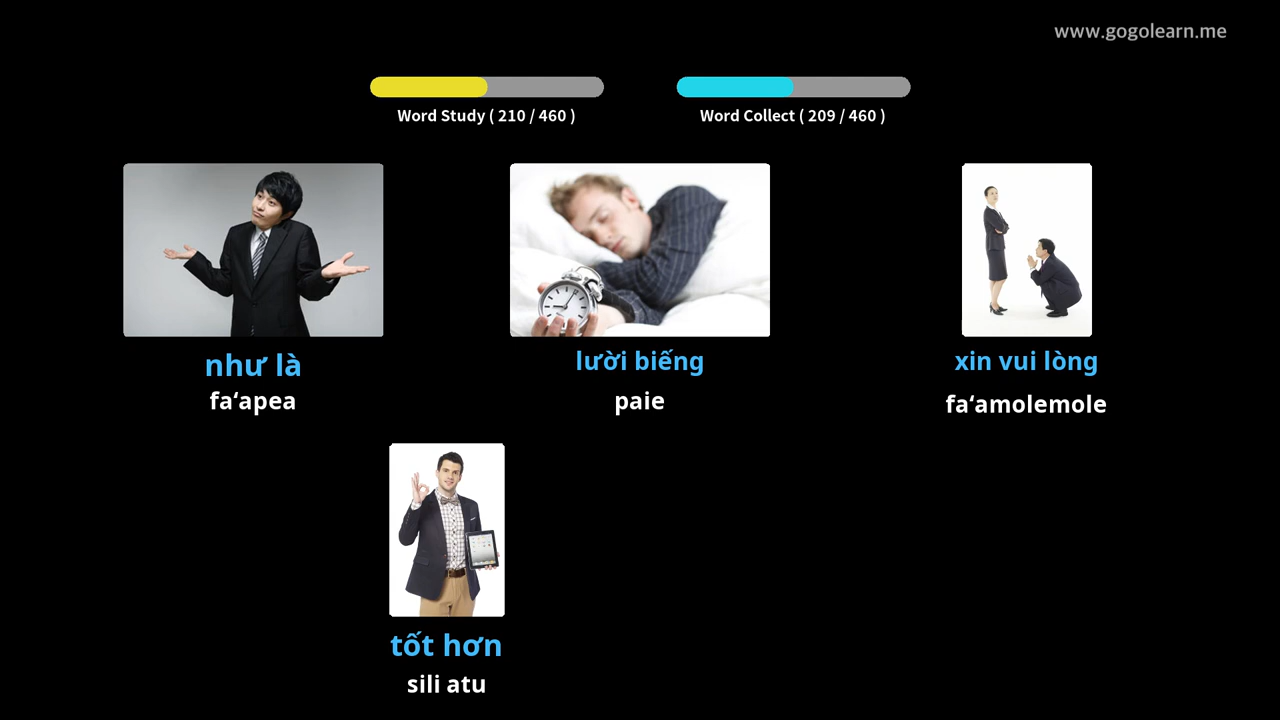 www.gogolearn.me
Word Study ( 210 / 460 )
Word Collect ( 209 / 460 )
như là
faʻapea
lười biếng
paie
xin vui lòng
faʻamolemole
tốt hơn
sili atu